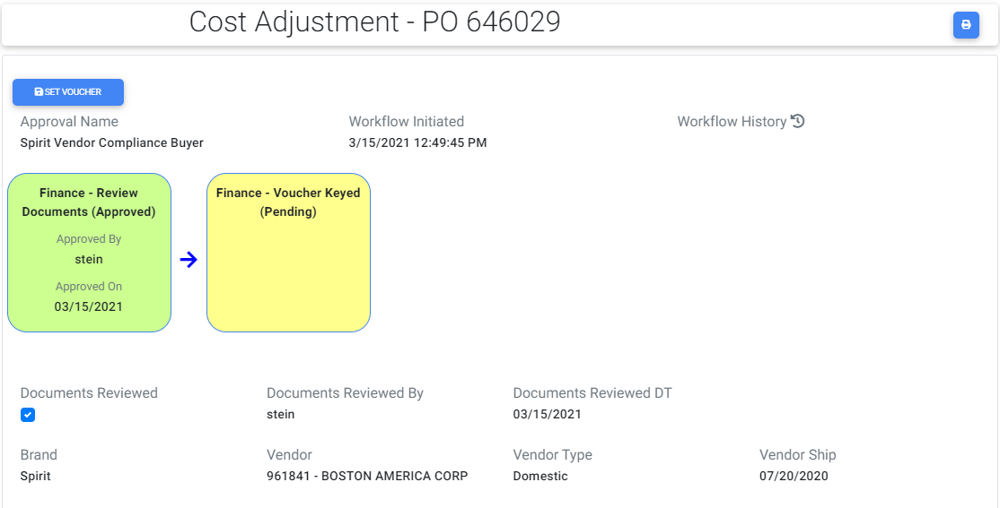 Cost Adjustment - PO 646029
SET VOUCHER
Approval Name
Workflow Initiated
Workflow History
Spirit Vendor Compliance Buyer
3/15/2021 12:49:45 PM
Finance - Review
Documents (Approved)
Approved By
stein
Approved On
03/15/2021
Finance - Voucher Keyed
(Pending)
Documents Reviewed
Documents Reviewed By
Documents Reviewed DT
stein
03/15/2021
Brand
Vendor
Vendor Type
Vendor Ship
Spirit
961841 - BOSTON AMERICA CORP
Domestic
07/20/2020